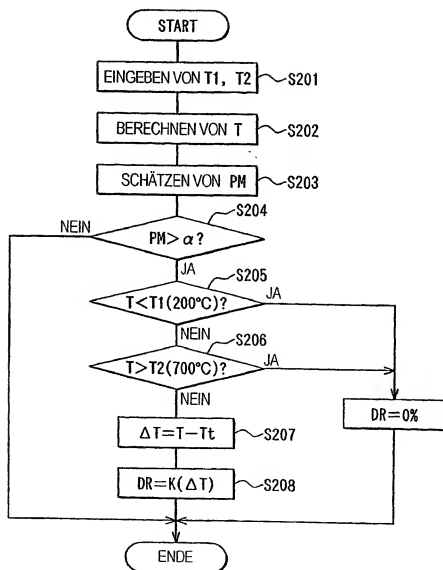 START
EINGEBEN VON T1, T2
S201
BERECHNEN VON T
S202
SCHÄTZEN VON PM
S203
S204
NEIN
PM> α?
JA
S205
T<T1(200°C)?
JA
NEIN
S206
T>T2(700°C)?
JA
NEIN
DR=0%
ΔT=T-Tt
S207
DR=K(ΔT)
S208
ENDE